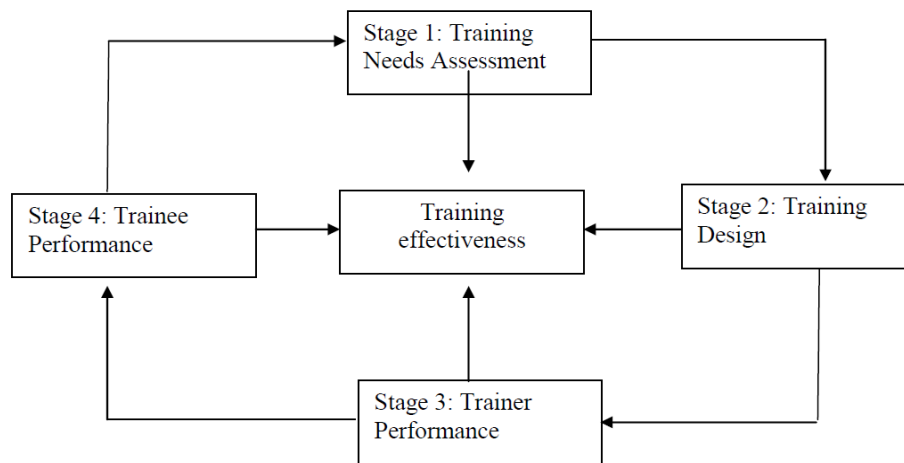 Stage 1: Training
Needs Assessment
Stage 4: Trainee
Performance
Training
effectiveness
Stage 2: Training
Design
Stage 3: Trainer
Performance